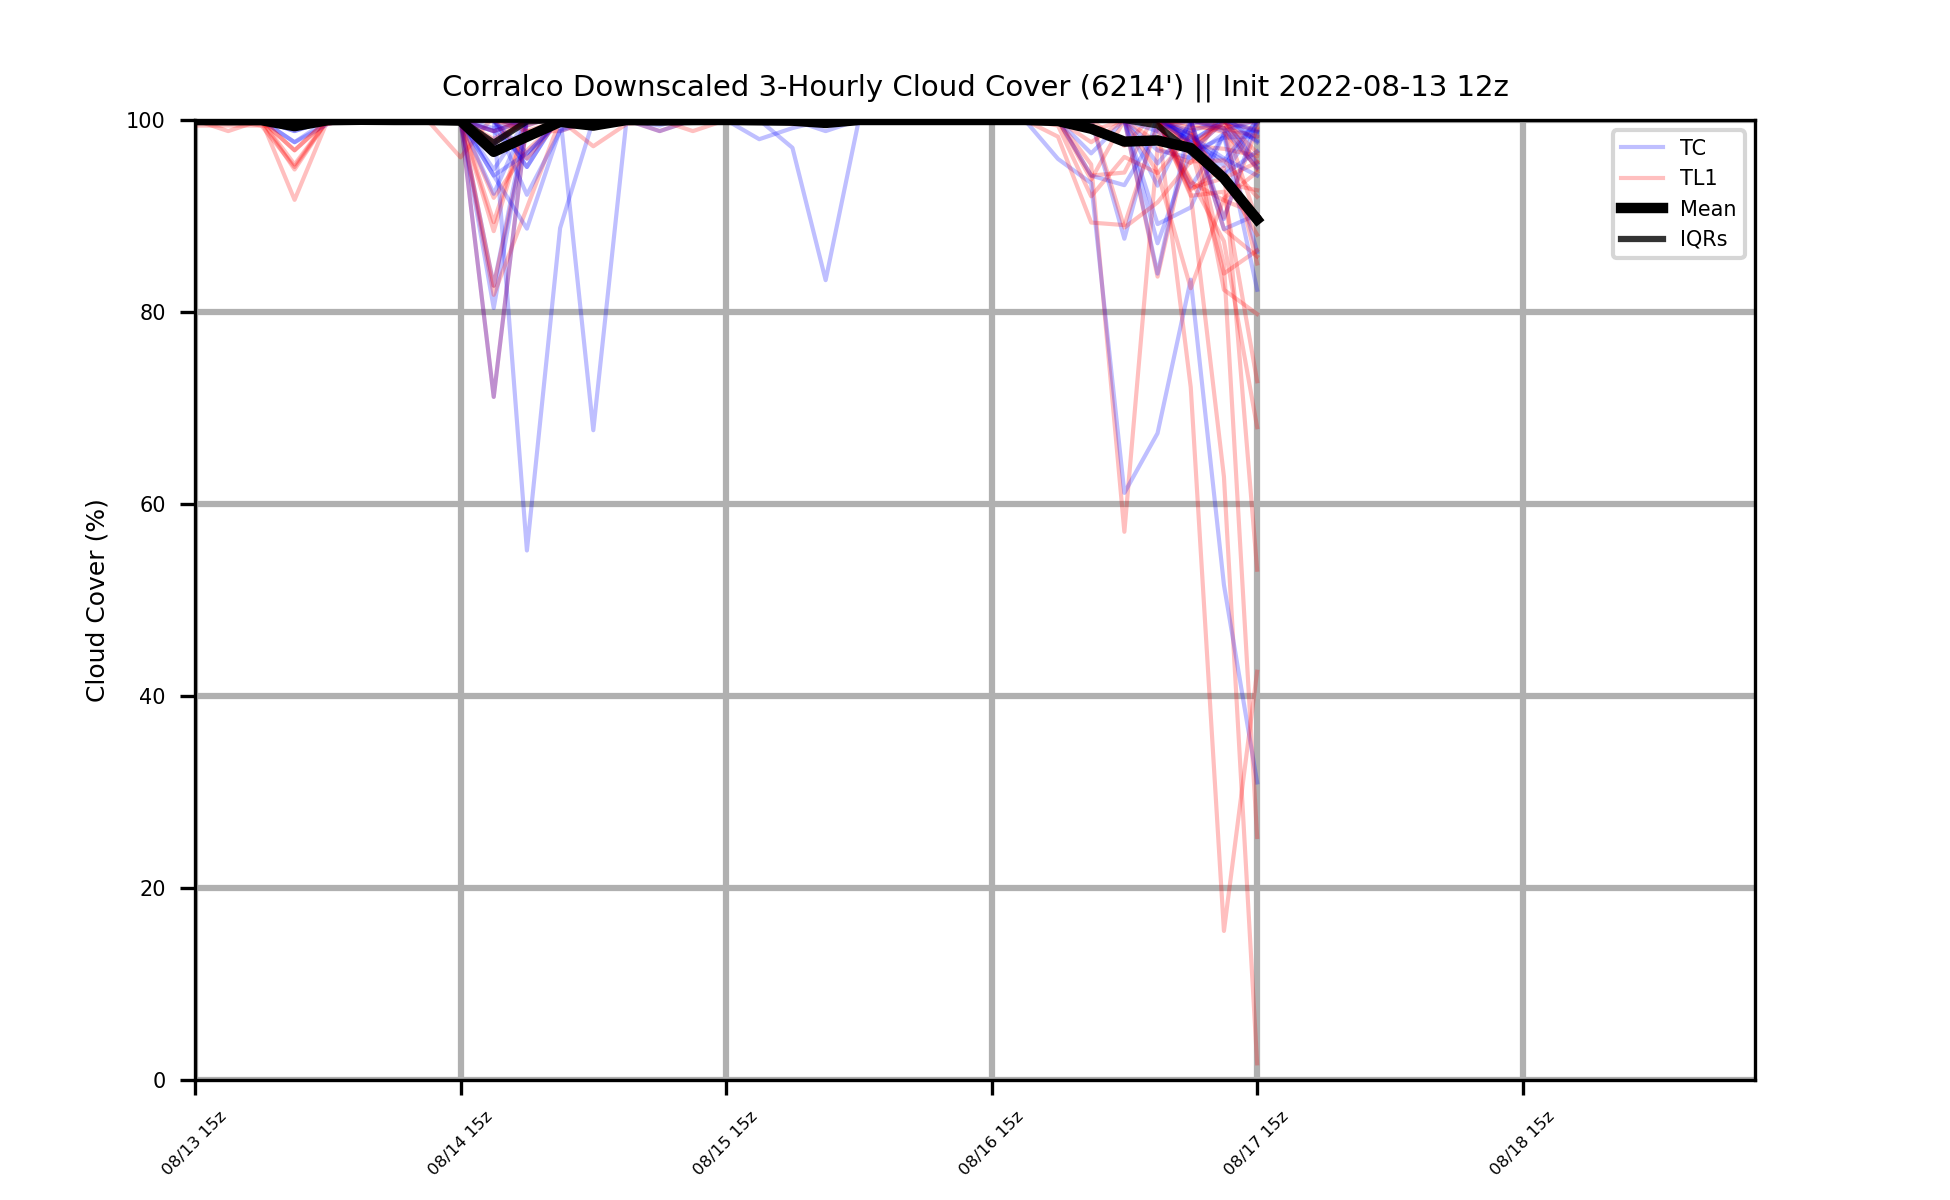 Corralco Downscaled 3-Hourly Cloud Cover (6214') || Init 2022-08-13 12z
Cloud Cover (%)
100
80
60
40
20
0
TC
TL1
Mean
IQRs
08/13 15z
08/14 15z
08/15 15z
08/16 15z
08/17 15z
08/18 15z